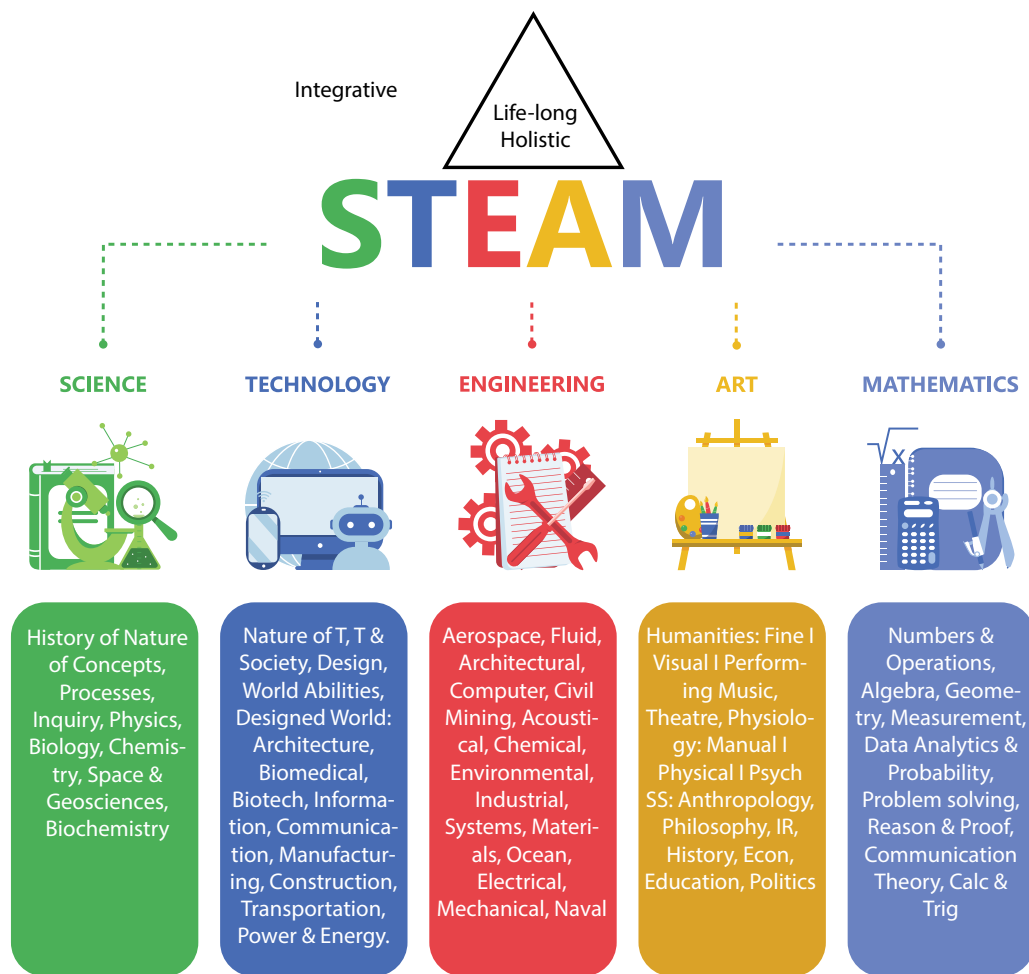 Integrative
Life-long
Holistic
STEAM
SCIENCE
TECHNOLOGY
ENGINEERING
ART
MATHEMATICS
x
History of Nature
of Concepts,
Processes,
Inquiry, Physics,
Biology, Chemis-
try, Space &
Geosciences,
Biochemistry
Nature of T, T &
Society, Design,
World Abilities,
Designed World:
Architecture,
Biomedical,
Biotech, Informa-
tion, Communica-
tion, Manufactur-
ing, Construction,
Transportation,
Power & Energy.
Aerospace, Fluid,
Architectural,
Computer, Civil
Mining, Acousti-
cal, Chemical,
Environmental,
Industrial,
Systems, Materi-
als, Ocean,
Electrical,
Mechanical, Naval
Humanities: Fine I
Visual I Perform-
ing Music,
Theatre, Physiolo-
gy: Manual I
Physical I Psych
SS: Anthropology,
Philosophy, IR,
History, Econ,
Education, Politics
Numbers &
Operations,
Algebra, Geome-
try, Measurement,
Data Analytics &
Probability,
Problem solving,
Reason & Proof,
Communication
Theory, Calc &
Trig